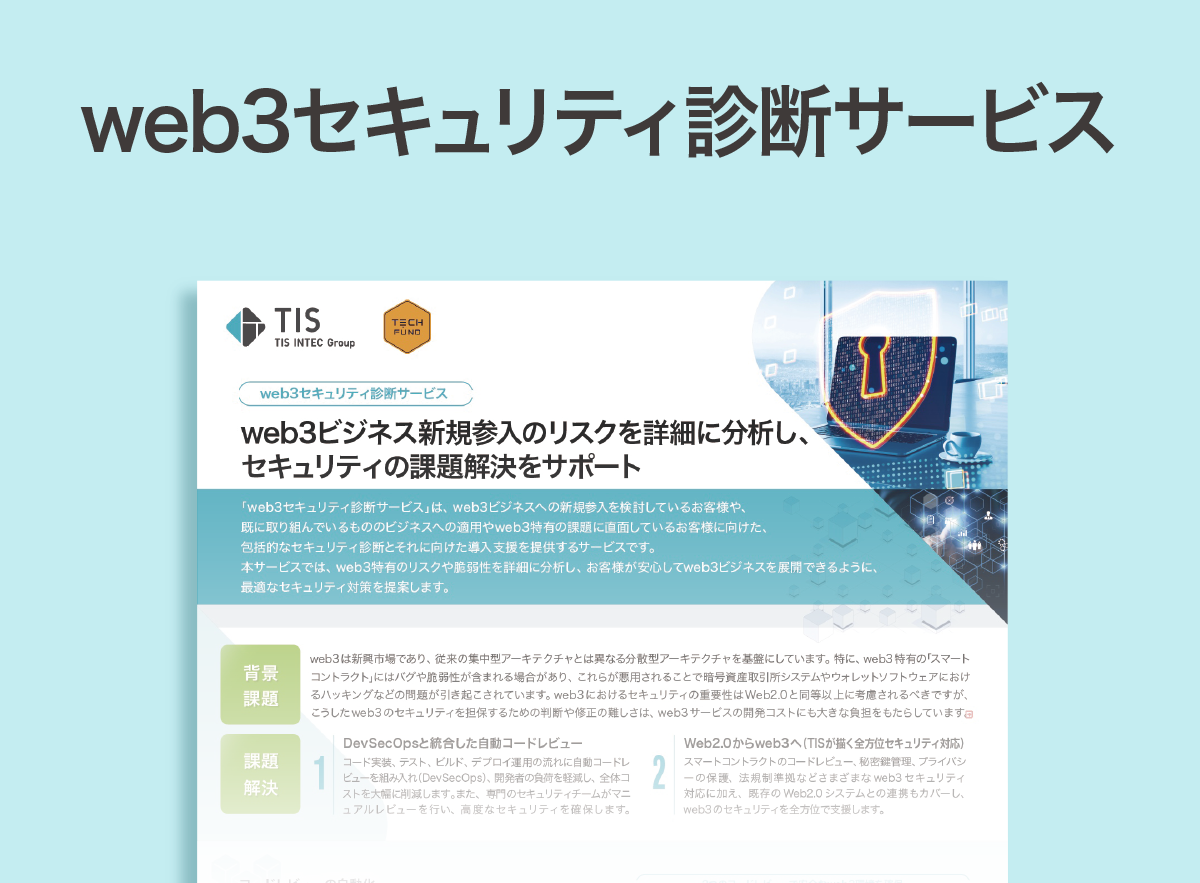 web3セキュリティ診断サービス
TIS
TIS INTEC Group
TECH
FUND
web3セキュリティ診断サービス
web3ビジネス新規参入のリスクを詳細に分析し、
セキュリティの課題解決をサポート
「web3セキュリティ診断サービス」は、web3ビジネスへの新規参入を検討しているお客様や、
既に取り組んでいるもののビジネスへの適用やweb3特有の課題に直面しているお客様に向けた、
包括的なセキュリティ診断とそれに向けた導入支援を提供するサービスです。
本サービスでは、web3特有のリスクや脆弱性を詳細に分析し、お客様が安心してweb3ビジネスを展開できるように、
最適なセキュリティ対策を提案します。
背景
課題
web3は新興市場であり、従来の集中型アーキテクチャとは異なる分散型アーキテクチャを基盤にしています。特に、web3特有の「スマート
コントラクト」にはバグや脆弱性が含まれる場合があり、これらが悪用されることで暗号資産取引所システムやウォレットソフトウェアにおけ
るハッキングなどの問題が引き起こされています。web3におけるセキュリティの重要性はWeb2.0と同等以上に考慮されるべきですが、
こうしたweb3のセキュリティを担保するための判断や修正の難しさは、web3サービスの開発コストにも大きな負担をもたらしています
課題
解決
1
DevSecOpsと統合した自動コードレビュー
コード実装、テスト、ビルド、デプロイ運用の流れに自動コードレ
ビューを組み入れ(DevSecOps)、開発者の負荷を軽減し、全体コ
ストを大幅に削減します。また、専門のセキュリティチームがマニ
ュアルレビューを行い、高度なセキュリティを確保します。
2
Web2.0からweb3へ(TISが描く全方位セキュリティ対応)
スマートコントラクトのコードレビュー、秘密鍵管理、プライバシ
ーの保護、法規制準拠などさまざまなweb3セキュリティ
対応に加え、既存のWeb2.0システムとの連携もカバーし、
web3のセキュリティを全方位で支援します。